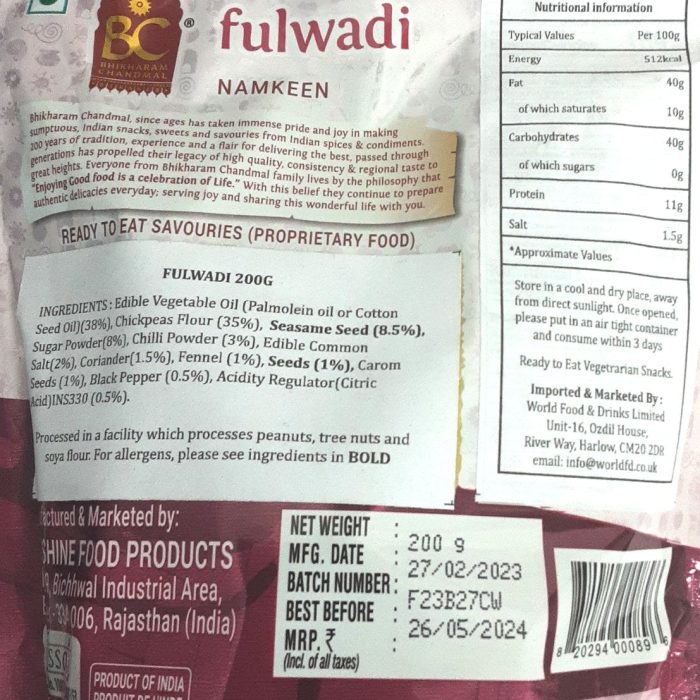 BC
BHIKHARAM
CHANDMAL
®
fulwadi
NAMKEEN
Bhikharam Chandmal, since ages has taken immense pride and joy in making
sumptuous, Indian snacks, sweets and savouries from Indian spices & condiments.
200 years of tradition, experience and a flair for delivering the best, passed through
generations has propelled their legacy of high quality, consistency & regional taste to
great heights. Everyone from Bhikharam Chandmal family lives by the philosophy that
"Enjoying Good food is a celebration of Life." With this belief they continue to prepare
authentic delicacies everyday; serving joy and sharing this wonderful life with you.
READY TO EAT SAVOURIES (PROPRIETARY FOOD)
FULWADI 200G
INGREDIENTS: Edible Vegetable Oil (Palmolein oil or Cotton
Seed Oil)(38%), Chickpeas Flour (35%), Seasame Seed (8.5%),
Sugar Powder(8%), Chilli Powder (3%), Edible Common
Salt(2%), Coriander(1.5%), Fennel (1%), Seeds (1%), Carom
Seeds (1%), Black Pepper (0.5%), Acidity Regulator(Citric
Acid)INS330 (0.5%).
Processed in a facility which processes peanuts, tree nuts and
soya flour. For allergens, please see ingredients in BOLD
Nutritional information
Typical Values Per 100g
Energy 512kcal
Fat 40g
of which saturates 10g
Carbohydrates 40g
of which sugars 0g
Protein 11g
Salt 1.5g
*Approximate Values
Store in a cool and dry place, away
from direct sunlight. Once opened,
please put in an air tight container
and consume within 3 days
Ready to Eat Vegetrarian Snacks.
Imported & Marketed By:
World Food & Drinks Limited
Unit-16, Ozdil House,
River Way, Harlow, CM20 2DR
email: info@worldfd.co.uk
actured & Marketed by:
SHINE FOOD PRODUCTS
Bichhwal Industrial Area,
006, Rajasthan (India)
PRODUCT OF INDIA
NET WEIGHT : 200 g
MFG. DATE : 27/02/2023
BATCH NUMBER : F23B27CW
BEST BEFORE : 26/05/2024
MRP. ₹ :
(Incl. of all taxes)
8 20294 00089 6